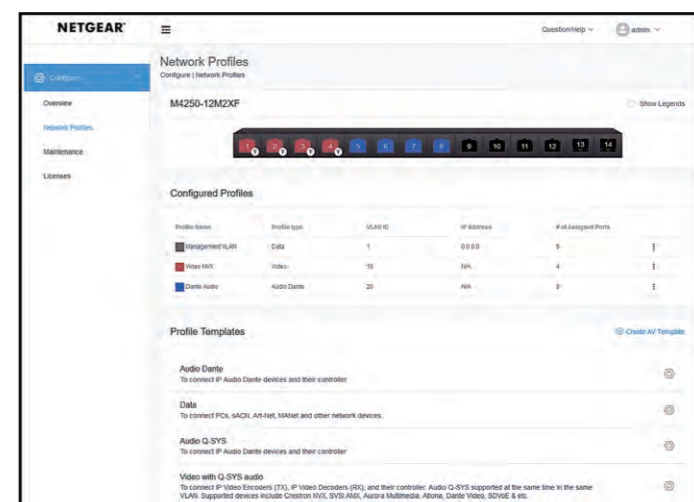 NETGEAR
Question/Help
admin
Configure
Overview
Network Profiles
Maintenance
Licenses
Network Profiles
Configure | Network Profiles
M4250-12M2XF
Show Legends
1 T 2 T 3 T 4 T 5 6 7 8 9 10 11 12 13 14
Configured Profiles
Profile Name Profile type VLAN ID IP Address # of Assigned Ports
Management VLAN Data 1 0.0.0.0 6
Video NVX Video 10 N/A 4
Dante Audio Audio Dante 20 N/A
Profile Templates
Create AV Template
Audio Dante
To connect IP Audio Dante devices and their controller
Data
To connect PCs, sACN, Art-Net, MANet and other network devices.
Audio Q-SYS
To connect IP Audio Dante devices and their controller
Video with Q-SYS audio
To connect IP Video Encoders (TX), IP Video Decoders (RX), and their controller. Audio Q-SYS supported at the same time in the same
VLAN. Supported devices include Crestron NVX, SVSI AMX, Aurora Multimedia, Atlona, Dante Video, SDVoE & etc.